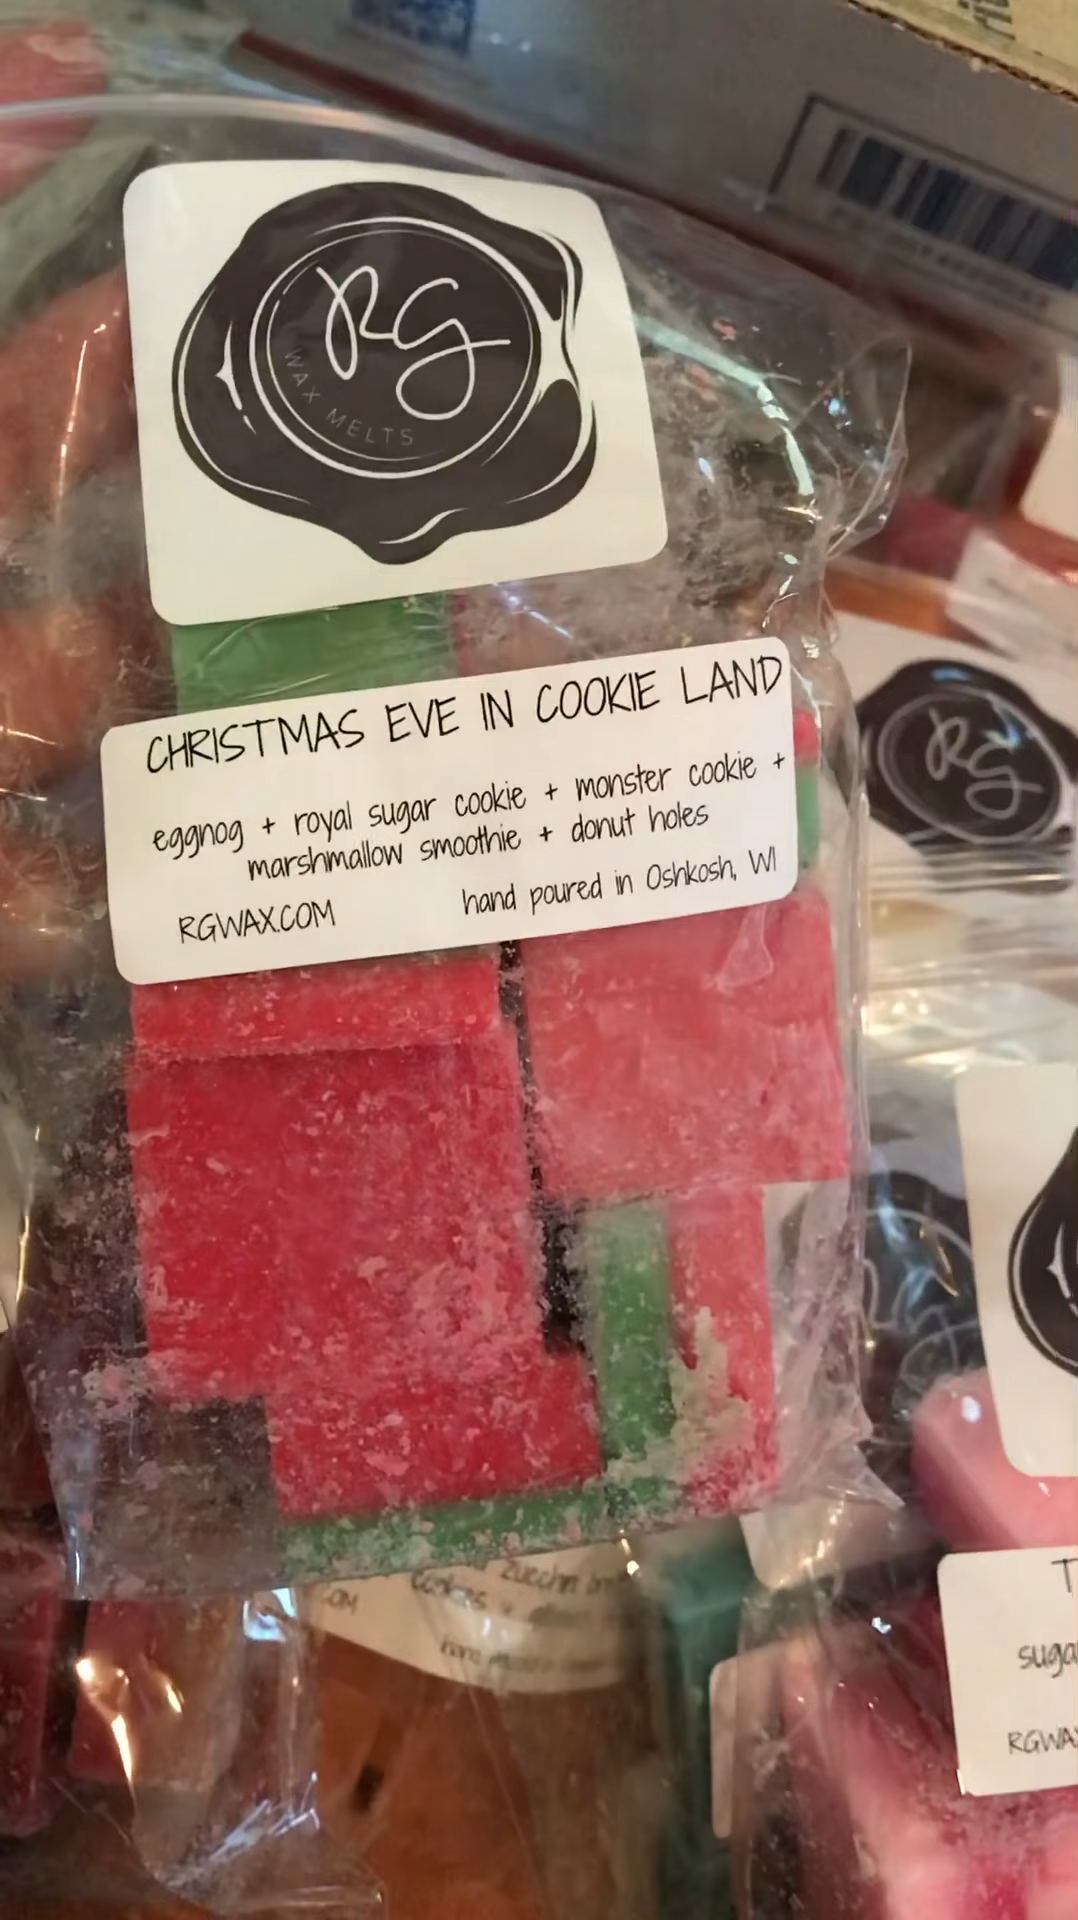 RG
WAX MELTS
CHRISTMAS EVE IN COOKIE LAND
eggnog + royal sugar cookie + monster cookie +
marshmallow smoothie + donut holes
RGWAX.COM hand poured in Oshkosh, WI
RG